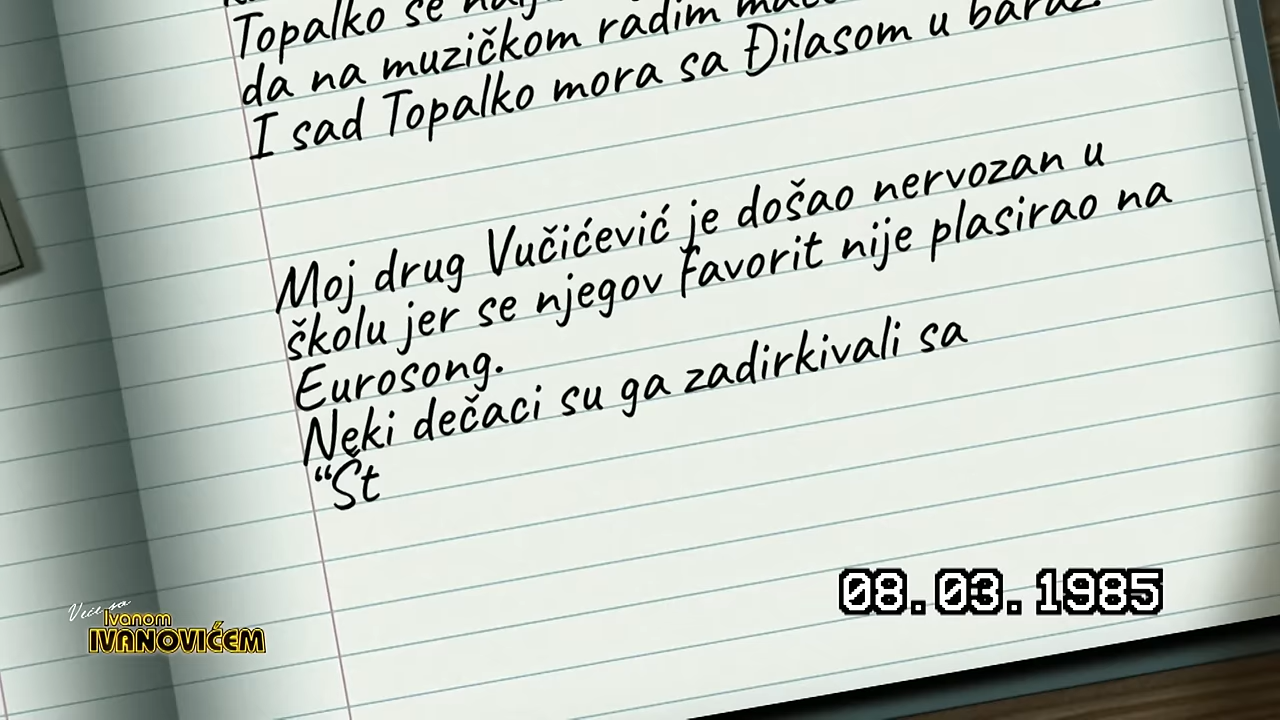 Topalko se
da na muzičkom radim
I sad Topalko mora sa Đilasom u baraž.
Moj drug Vučićević je došao nervozan u
školu jer se njegov favorit nije plasirao na
Eurosong.
Neki dečaci su ga zadirkivali sa
“Št
Veče sa
Ivanom
IVANOVIĆEM
08.03.1985